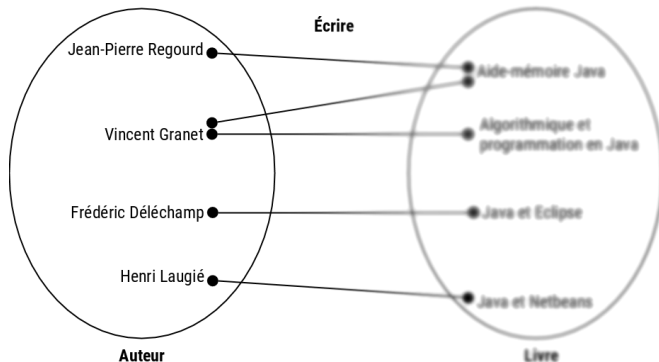 Écrire
Jean-Pierre Regourd
Aide-mémoire Java
Vincent Granet
Algorithmique et
programmation en Java
Frédéric Déléchamp
Java et Eclipse
Henri Laugié
Java et Netbeans
Auteur
Livre